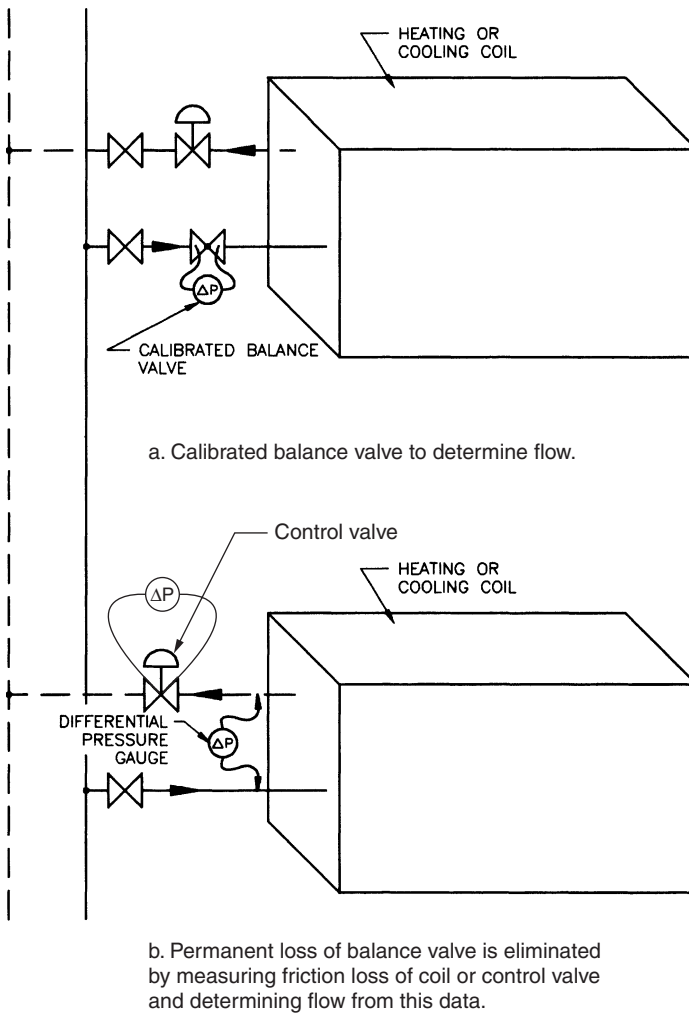 HEATING OR
COOLING COIL
ΔP
CALIBRATED BALANCE
VALVE
a. Calibrated balance valve to determine flow.
Control valve
ΔP
HEATING OR
COOLING COIL
DIFFERENTIAL
PRESSURE
GAUGE
ΔP
b. Permanent loss of balance valve is eliminated
by measuring friction loss of coil or control valve
and determining flow from this data.